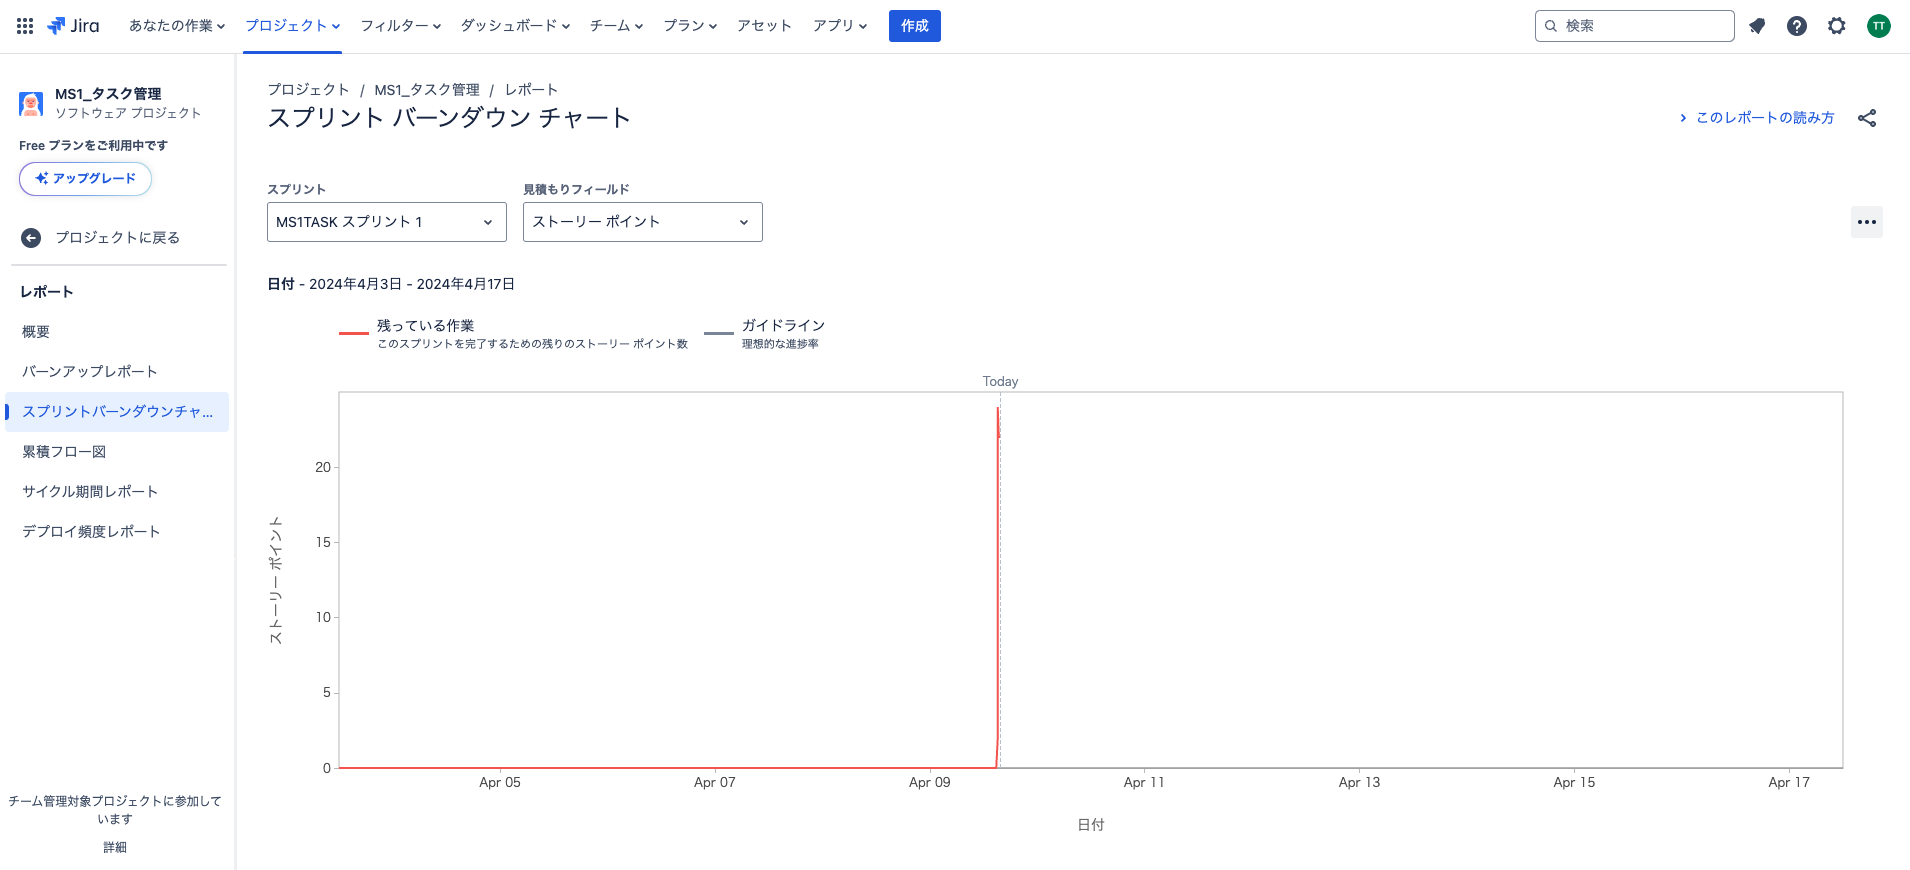 Jira あなたの作業 プロジェクト フィルター ダッシュボード チーム プラン アセット アプリ 作成 検索 TT
MS1_タスク管理
ソフトウェア プロジェクト
Free プランをご利用中です
アップグレード
プロジェクトに戻る
レポート
概要
バーンアップレポート
スプリントバーンダウンチャ...
累積フロー図
サイクル期間レポート
デプロイ頻度レポート
チーム管理対象プロジェクトに参加して
います
詳細
プロジェクト / MS1_タスク管理 / レポート
スプリント バーンダウン チャート
このレポートの読み方
スプリント 見積もりフィールド
MS1TASK スプリント 1 ストーリー ポイント
日付 - 2024年4月3日 - 2024年4月17日
残っている作業 ガイドライン
このスプリントを完了するための残りのストーリー ポイント数 理想的な進捗率
Today
20
15
10
5
0
ストーリー ポイント
Apr 05 Apr 07 Apr 09 Apr 11 Apr 13 Apr 15 Apr 17
日付